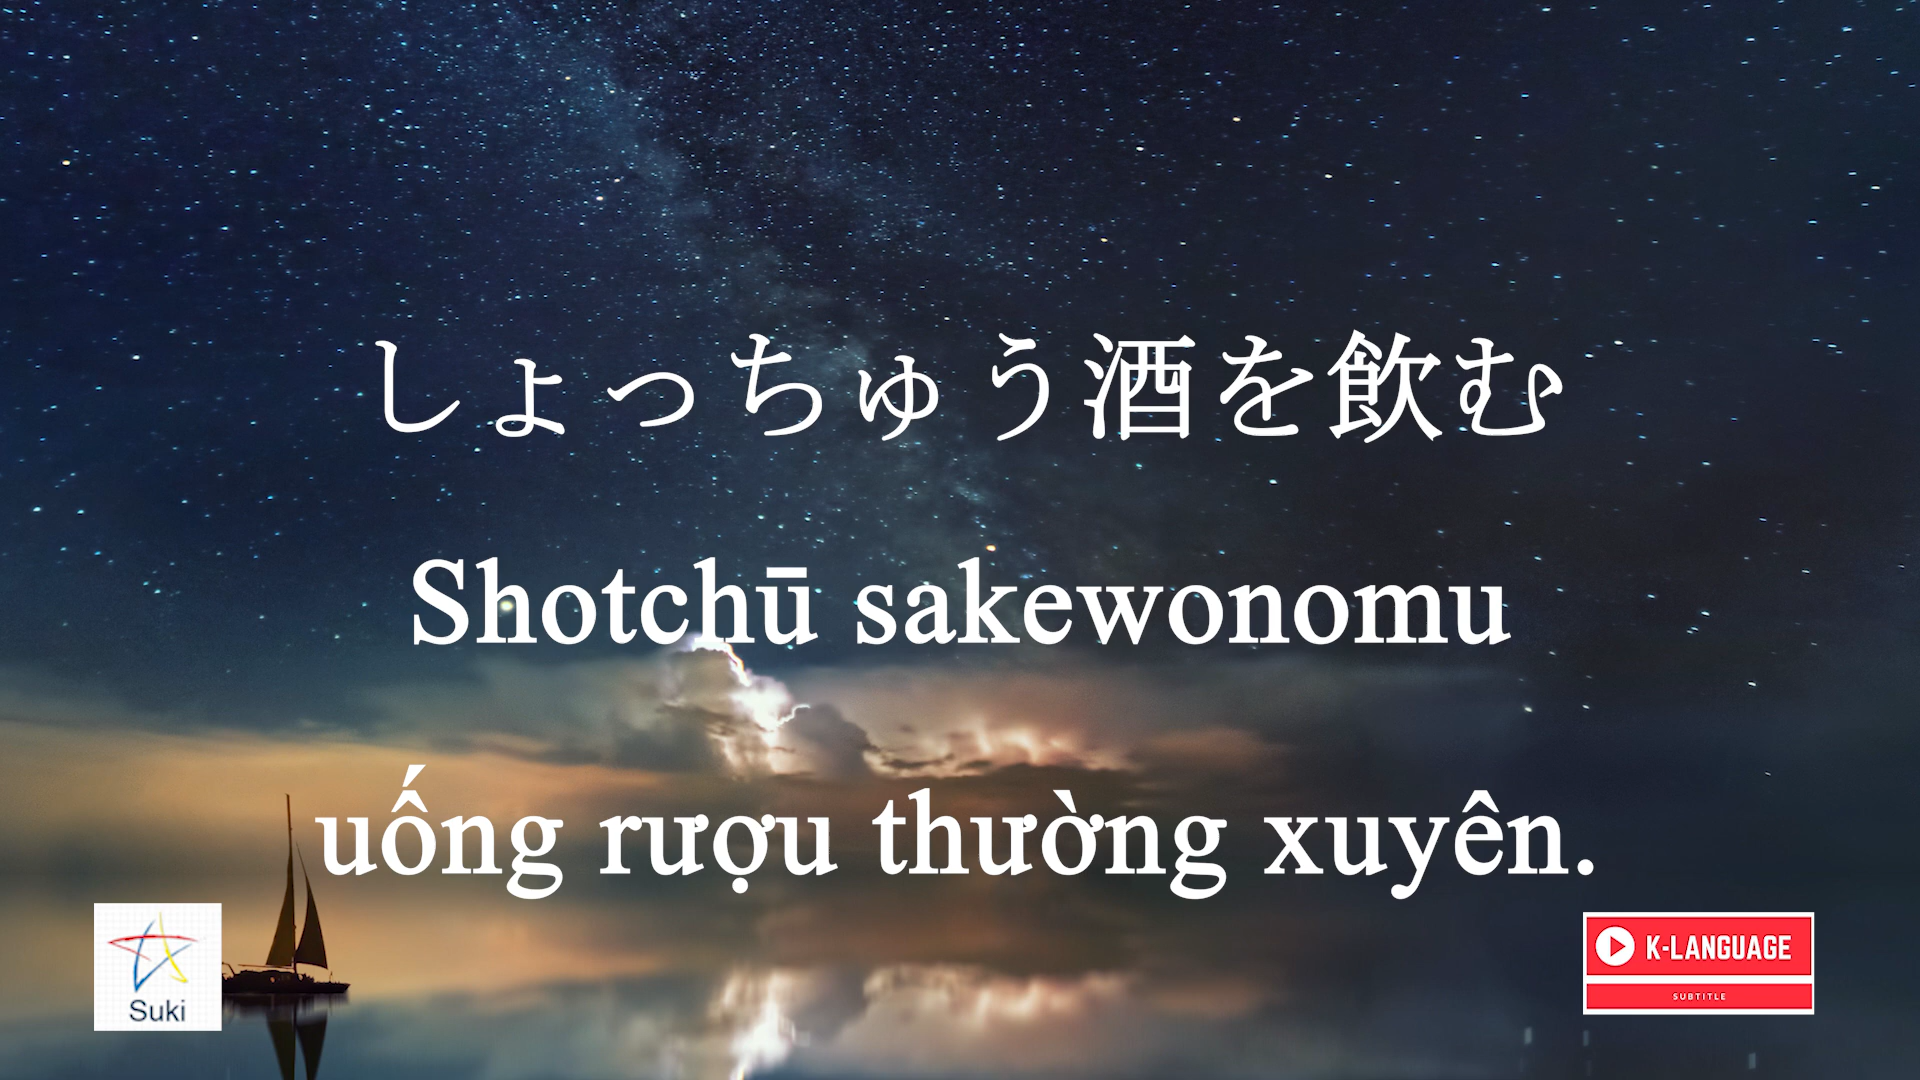 しょっちゅう酒を飲む
Shotchū sakewonomu
uống rượu thường xuyên.
Suki
K-LANGUAGE
SUBTITLE